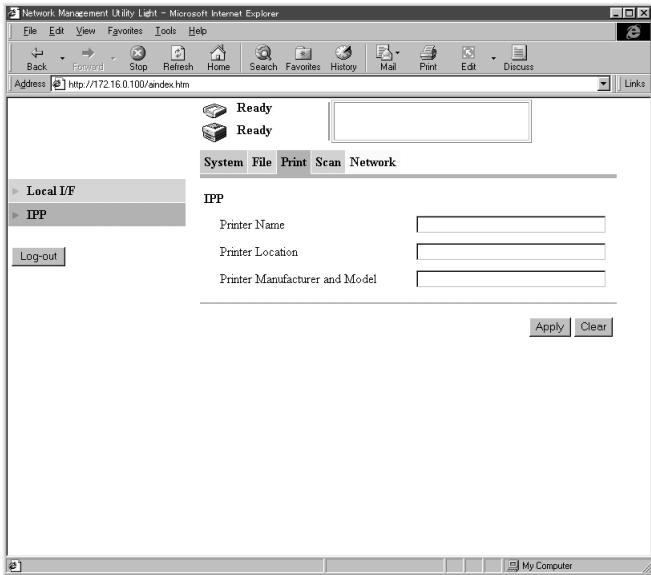 Network Management Utility Light - Microsoft Internet Explorer
File Edit View Favorites Tools Help
Back Forward Stop Refresh Home Search Favorites History Mail Print Edit Discuss
Address http://172.16.0.100/aindex.htm Links
Ready
Ready
System File Print Scan Network
Local I/F
IPP
Log-out
IPP
Printer Name
Printer Location
Printer Manufacturer and Model
Apply Clear
My Computer